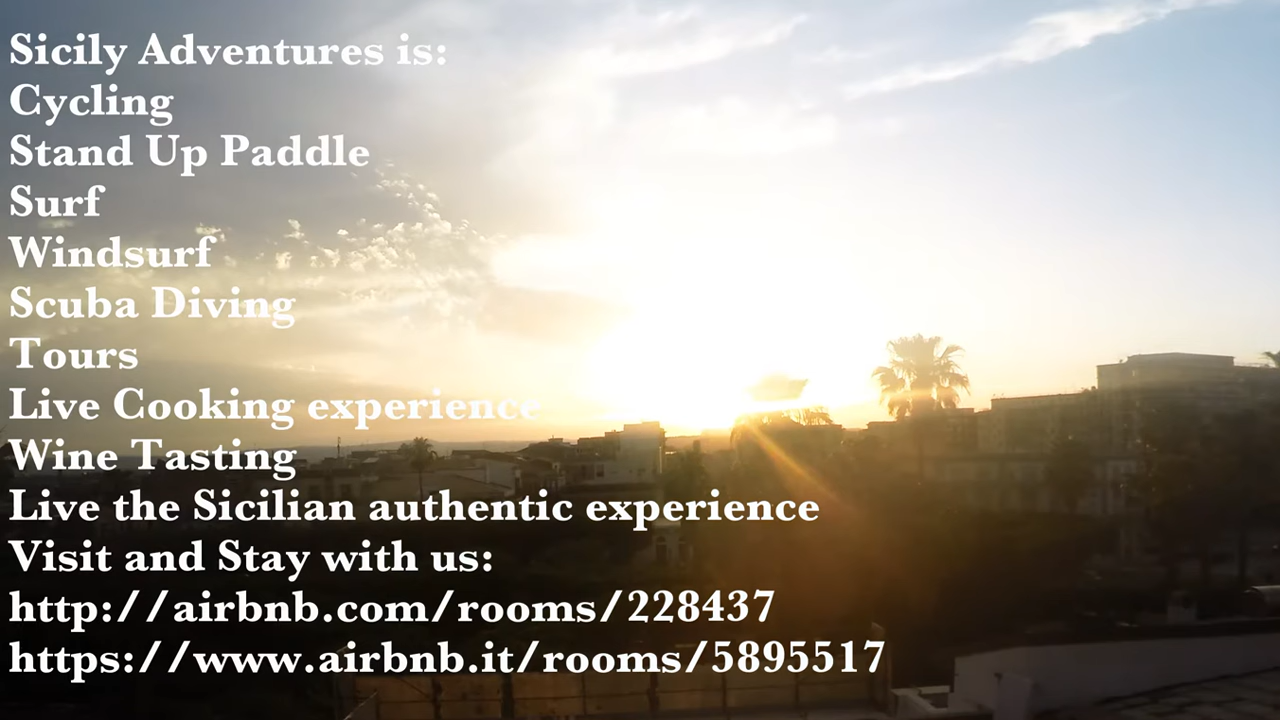 Sicily Adventures is:
Cycling
Stand Up Paddle
Surf
Windsurf
Scuba Diving
Tours
Live Cooking experience
Wine Tasting
Live the Sicilian authentic experience
Visit and Stay with us:
http://airbnb.com/rooms/228437
https://www.airbnb.it/rooms/5895517